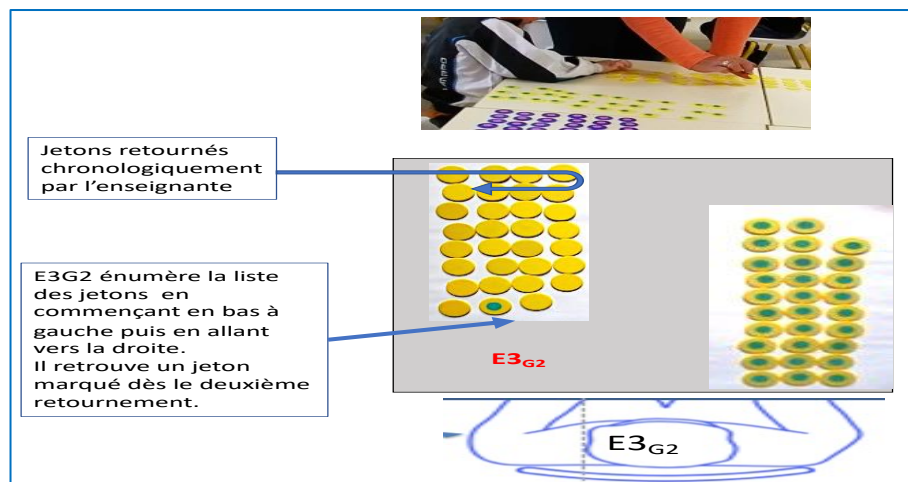 Jetons retournés
chronologiquement
par l'enseignante
E3G2 énumère la liste
des jetons en
commençant en bas à
gauche puis en allant
vers la droite.
Il retrouve un jeton
marqué dès le deuxième
retournement.
E3G2
E3G2